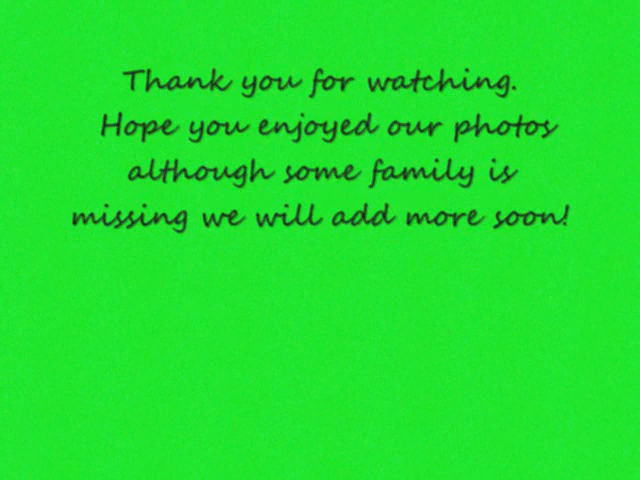 Thank you for watching.
Hope you enjoyed our photos
although some family is
missing we will add more soon!